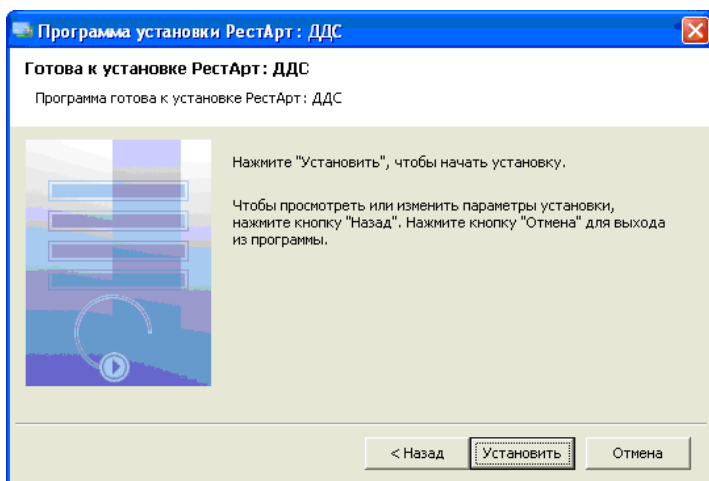 Программа установки РестАрт: ДДС
Готова к установке РестАрт: ДДС
Программа готова к установке РестАрт: ДДС
Нажмите "Установить", чтобы начать установку.
Чтобы просмотреть или изменить параметры установки,
нажмите кнопку "Назад". Нажмите кнопку "Отмена" для выхода
из программы.
< Назад
Установить
Отмена